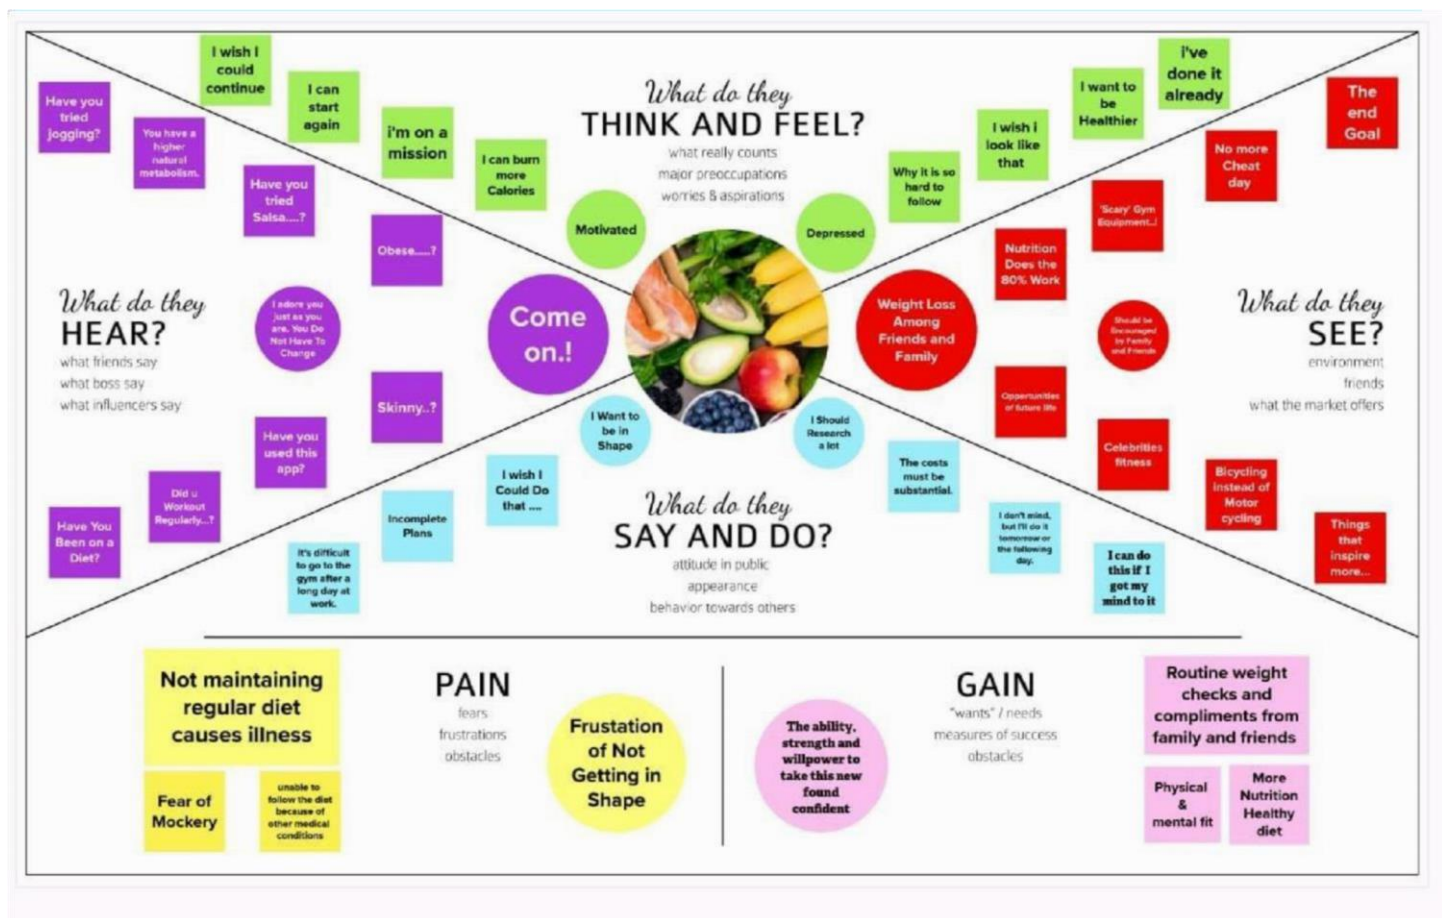 What do they
THINK AND FEEL?
what really counts
major preoccupations
worries & aspirations
I wish I
could
continue
I can
start
again
i'm on a
mission
I can burn
more
Calories
Motivated
Depressed
Why it is so
hard to
follow
I wish i
look like
that
I want to
be
Healthier
i've
done it
already
What do they
HEAR?
what friends say
what boss say
what influencers say
Have you
tried
jogging?
You have a
higher
natural
metabolism.
Have you
tried
Salsa....?
Obese.....?
I adore you
just as you
are. You Do
Not Have To
Change
Come
on.!
Skinny..?
Have you
used this
app?
Did u
Workout
Regularly...?
Have You
Been on a
Diet?
What do they
SEE?
environment
friends
what the market offers
The
end
Goal
No more
Cheat
day
'Scary' Gym
Equipment..!
Nutrition
Does the
80% Work
Weight Loss
Among
Friends and
Family
Should be
Encouraged
by Family
and Friends
Opportunities
of future life
Celebrities
fitness
Bicycling
instead of
Motor
cycling
Things
that
inspire
more...
What do they
SAY AND DO?
attitude in public
appearance
behavior towards others
I Want to
be in
Shape
I wish I
Could Do
that ....
Incomplete
Plans
It's difficult
to go to the
gym after a
long day at
work.
I Should
Research
a lot
The costs
must be
substantial.
I don't mind,
but I'll do it
tomorrow or
the following
day.
I can do
this if I
got my
mind to it
PAIN
fears
frustrations
obstacles
Not maintaining
regular diet
causes illness
Fear of
Mockery
unable to
follow the diet
because of
other medical
conditions
Frustation
of Not
Getting in
Shape
GAIN
"wants" / needs
measures of success
obstacles
The ability,
strength and
willpower to
take this new
found
confident
Routine weight
checks and
compliments from
family and friends
Physical
&
mental fit
More
Nutrition
Healthy
diet